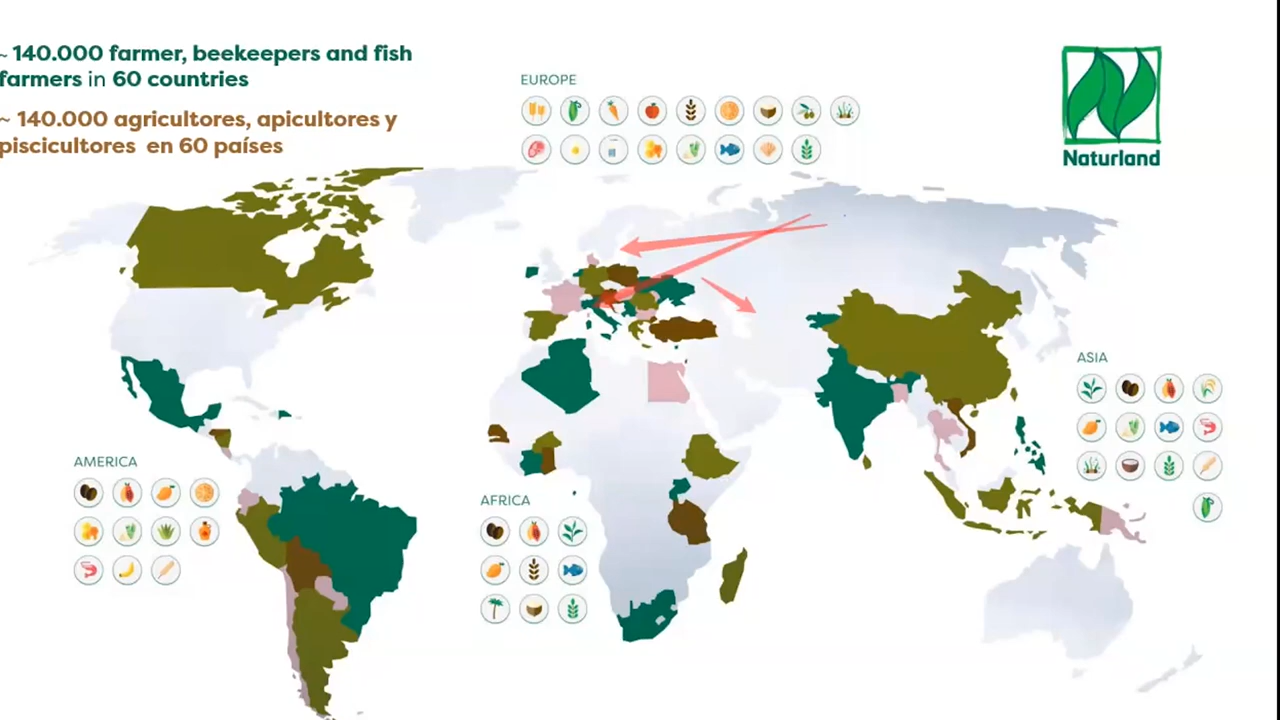 ~ 140.000 farmer, beekeepers and fish
farmers in 60 countries
~ 140.000 agricultores, apicultores y
piscicultores en 60 países
EUROPE
Naturland
ASIA
AMERICA
AFRICA